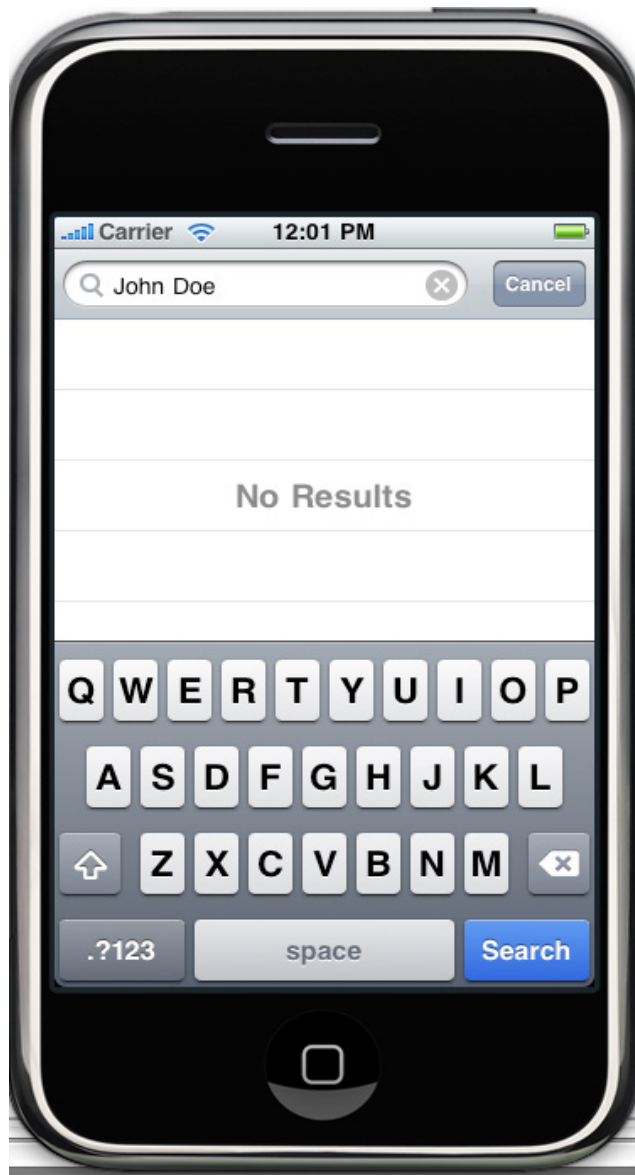 Carrier 12:01 PM
John Doe Cancel
No Results
Q W E R T Y U I O P
A S D F G H J K L
Z X C V B N M
.?123 space Search